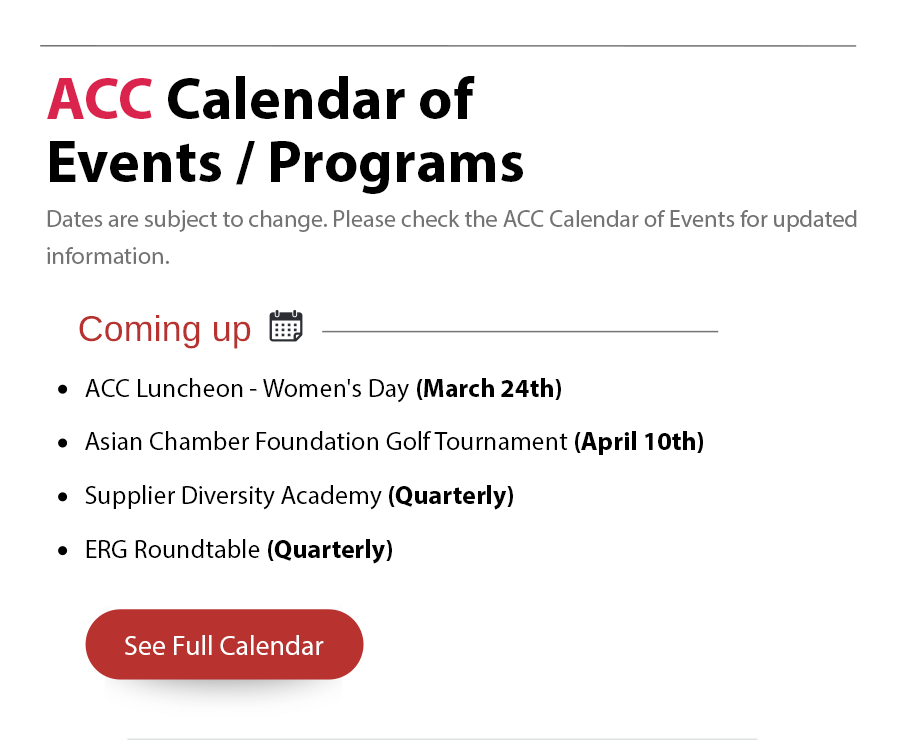 ACC Calendar of
Events / Programs
Dates are subject to change. Please check the ACC Calendar of Events for updated
information.
Coming up
• ACC Luncheon - Women's Day (March 24th)
• Asian Chamber Foundation Golf Tournament (April 10th)
• Supplier Diversity Academy (Quarterly)
• ERG Roundtable (Quarterly)
See Full Calendar